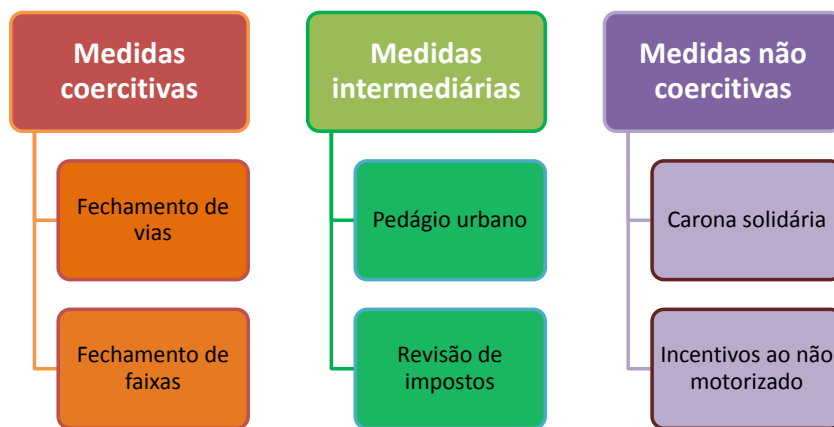 Medidas
coercitivas
Fechamento de
vias
Fechamento de
faixas
Medidas
intermediárias
Pedágio urbano
Revisão de
impostos
Medidas não
coercitivas
Carona solidária
Incentivos ao não
motorizado